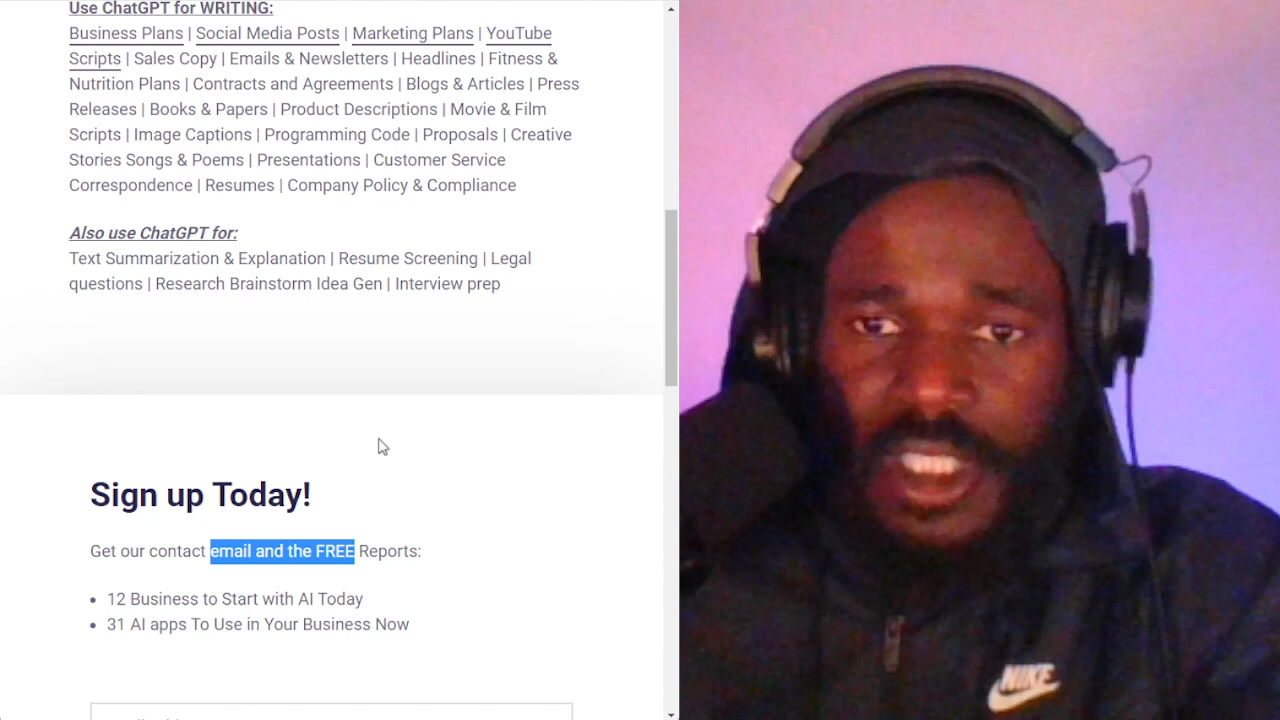 Use ChatGPT for WRITING:
Business Plans | Social Media Posts | Marketing Plans | YouTube
Scripts | Sales Copy | Emails & Newsletters | Headlines | Fitness &
Nutrition Plans | Contracts and Agreements | Blogs & Articles | Press
Releases | Books & Papers | Product Descriptions | Movie & Film
Scripts | Image Captions | Programming Code | Proposals | Creative
Stories Songs & Poems | Presentations | Customer Service
Correspondence | Resumes | Company Policy & Compliance
Also use ChatGPT for:
Text Summarization & Explanation | Resume Screening | Legal
questions | Research Brainstorm Idea Gen | Interview prep
Sign up Today!
Get our contact email and the FREE Reports:
• 12 Business to Start with AI Today
• 31 AI apps To Use in Your Business Now
NIKE